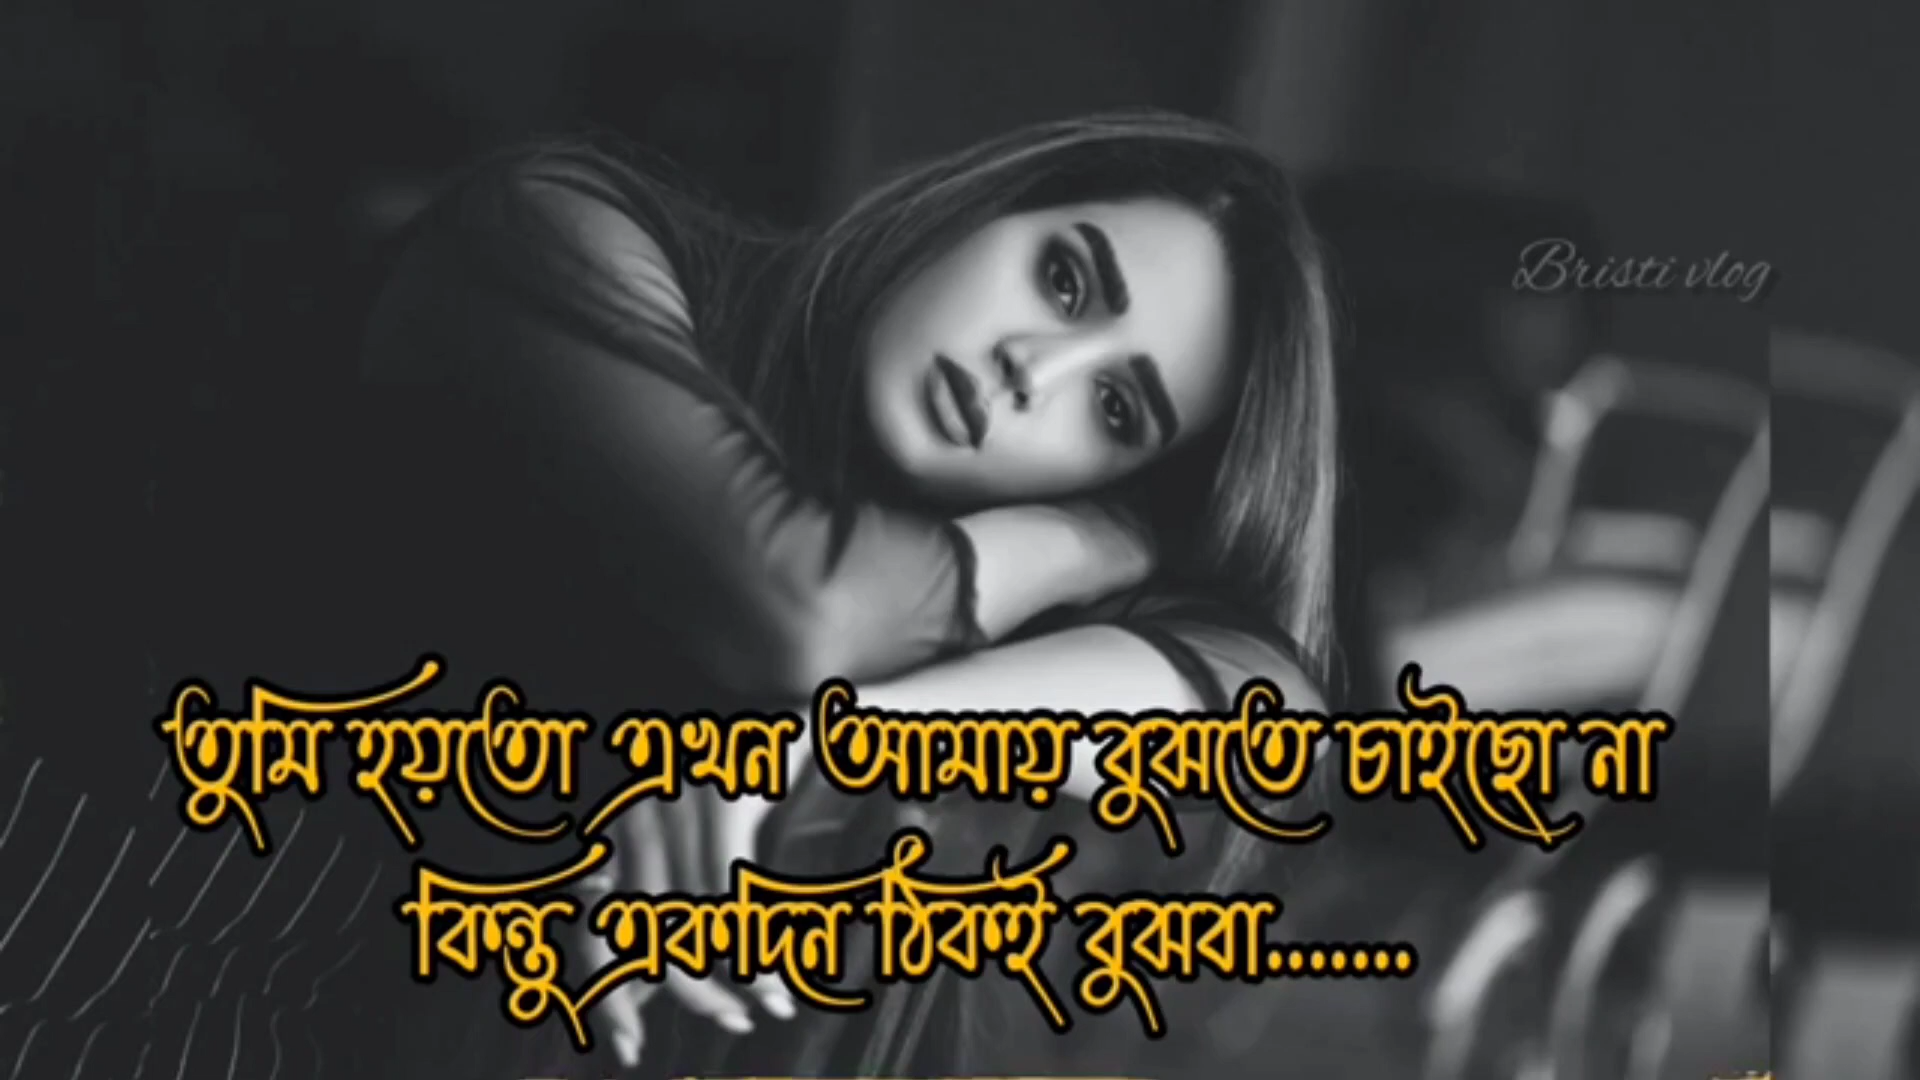 Bristi vlog
তুমি হয়তো এখন আমায় বুঝতে চাইছো না
কিন্তু একদিন ঠিকই বুঝবা.......